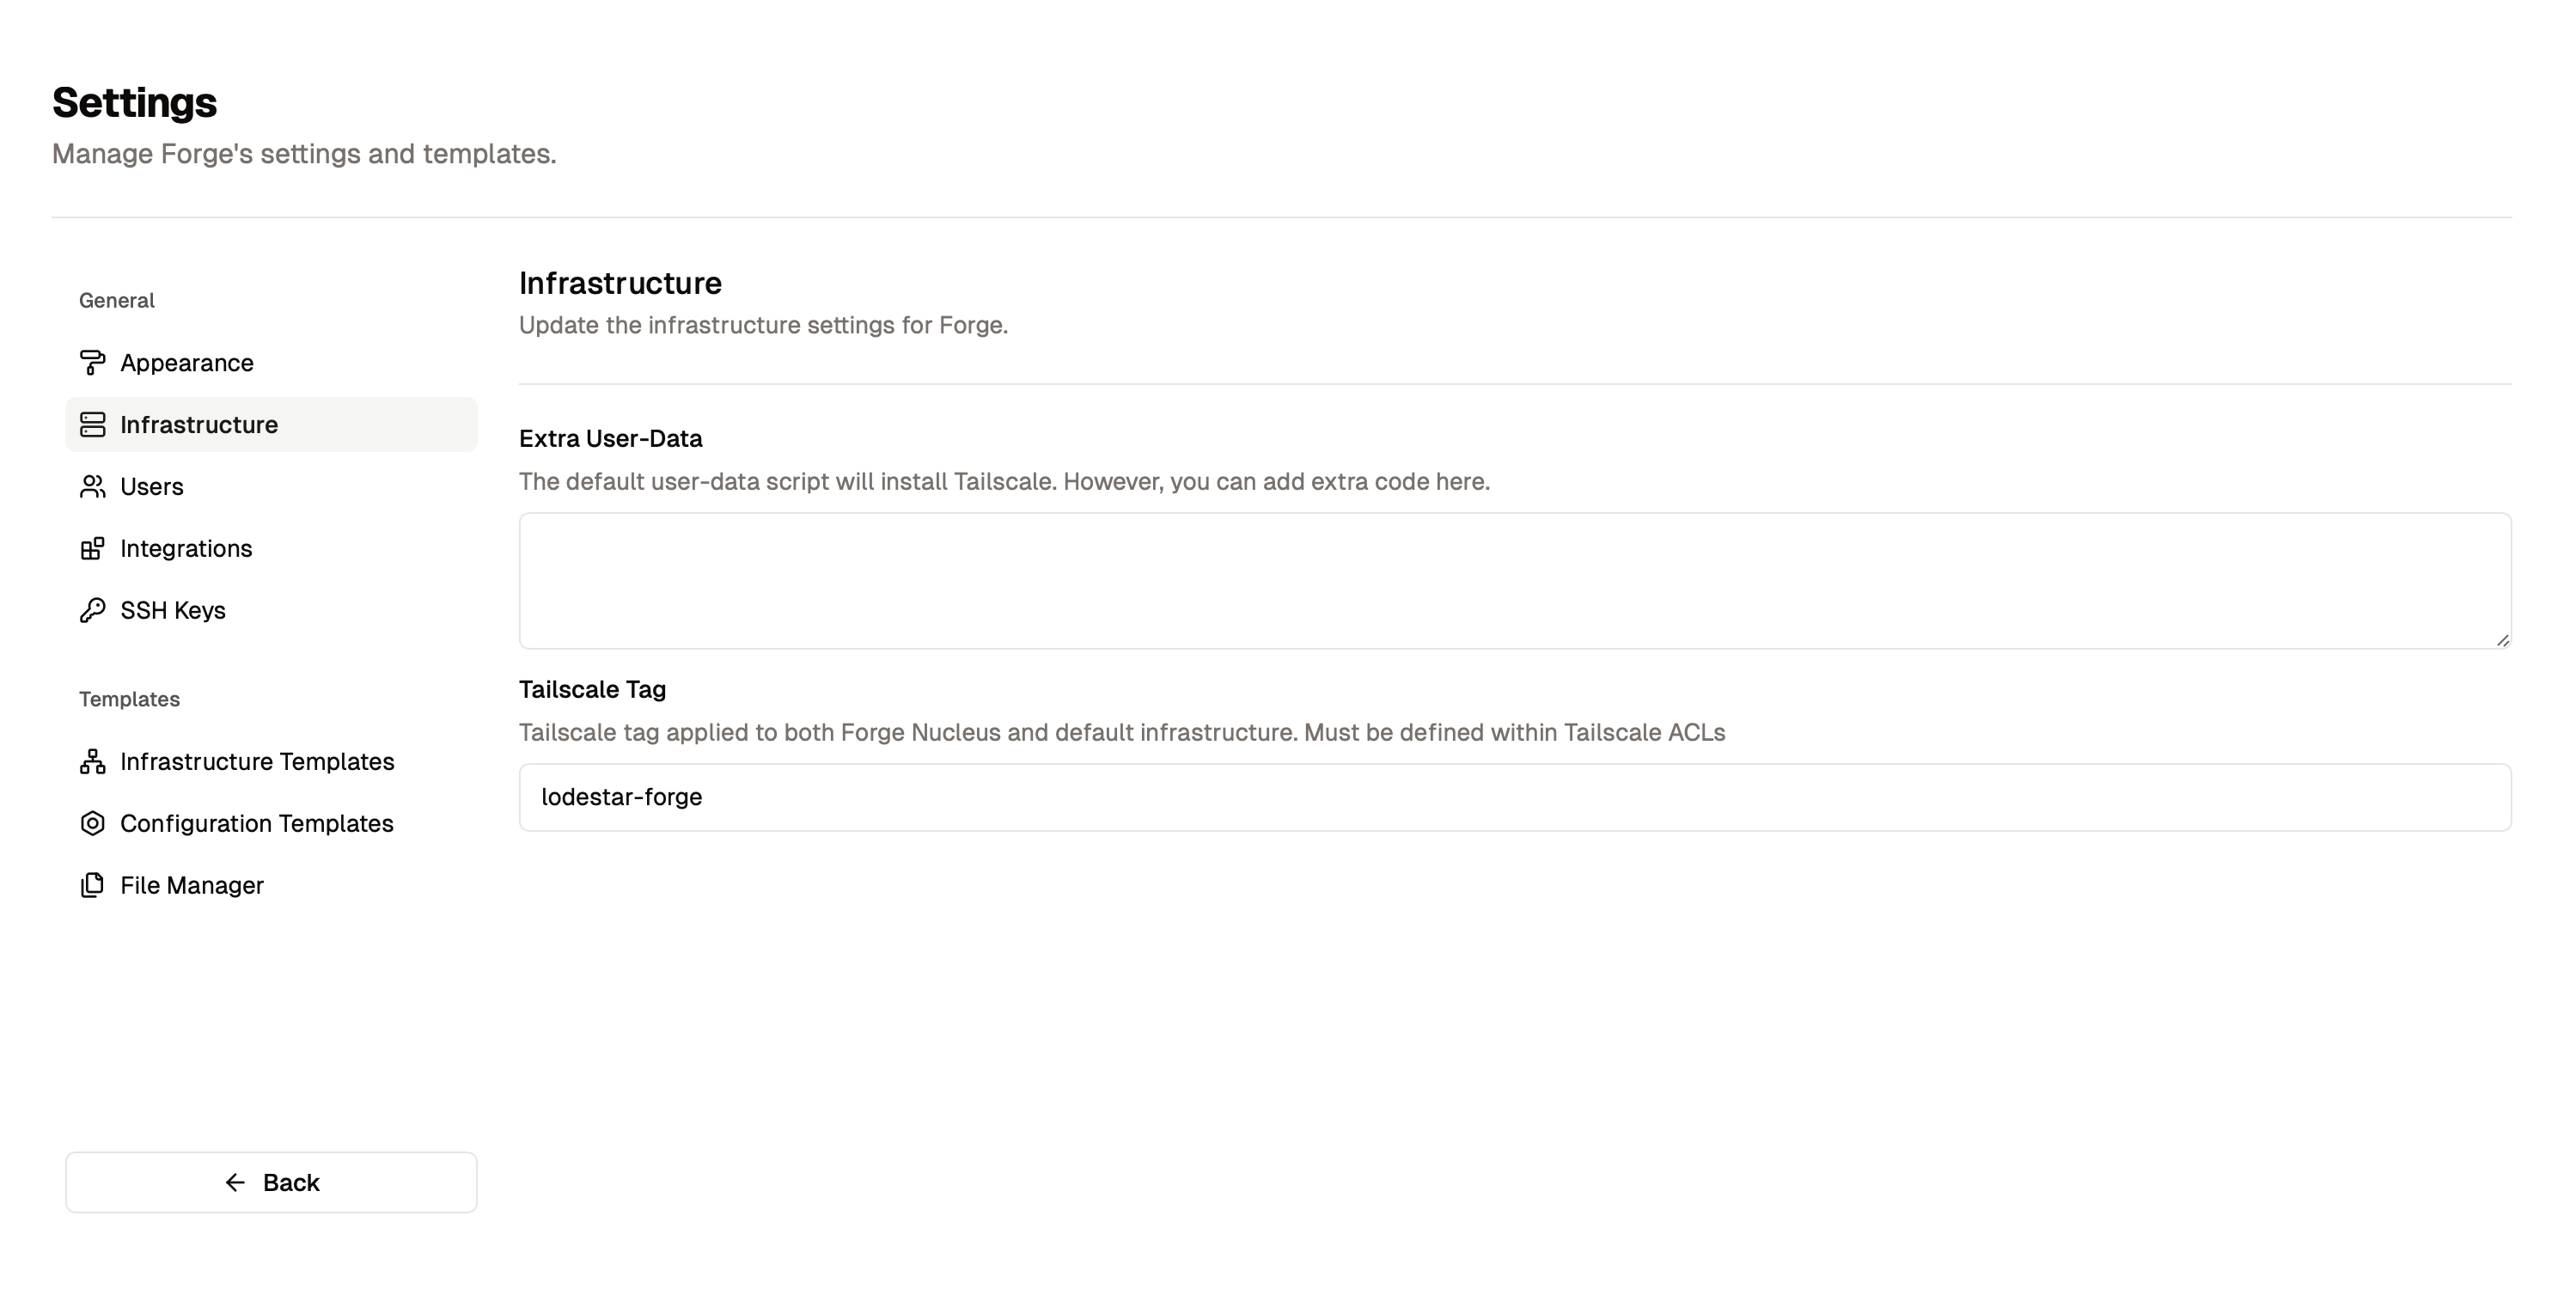 Settings
Manage Forge's settings and templates.
General
Appearance
Infrastructure
Users
Integrations
SSH Keys
Templates
Infrastructure Templates
Configuration Templates
File Manager
Back
Infrastructure
Update the infrastructure settings for Forge.
Extra User-Data
The default user-data script will install Tailscale. However, you can add extra code here.
Tailscale Tag
Tailscale tag applied to both Forge Nucleus and default infrastructure. Must be defined within Tailscale ACLs
lodestar-forge